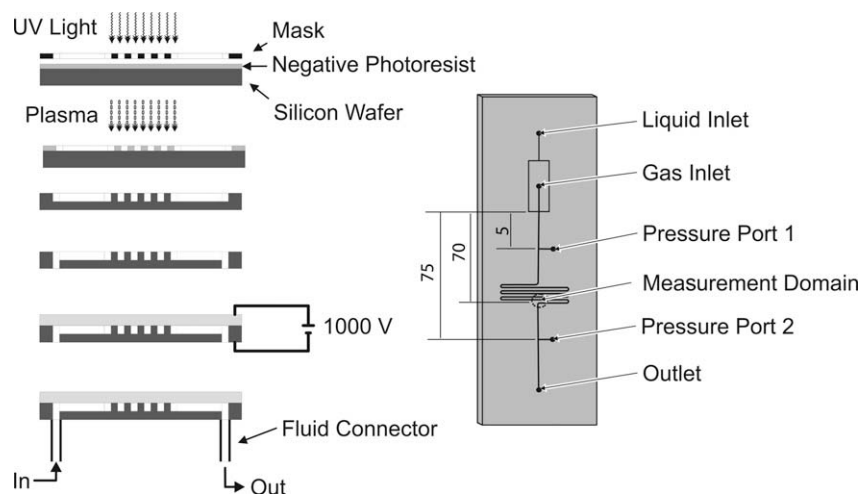 UV Light
Mask
Negative Photoresist
Silicon Wafer
Plasma
1000 V
Fluid Connector
In
Out
Liquid Inlet
Gas Inlet
5
70
75
Pressure Port 1
Measurement Domain
Pressure Port 2
Outlet